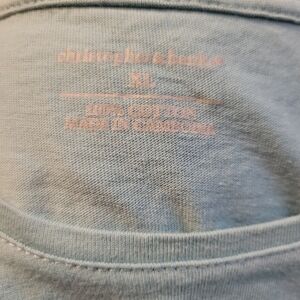 christopher & banks
XL
100% COTTON
MADE IN CAMBODIA